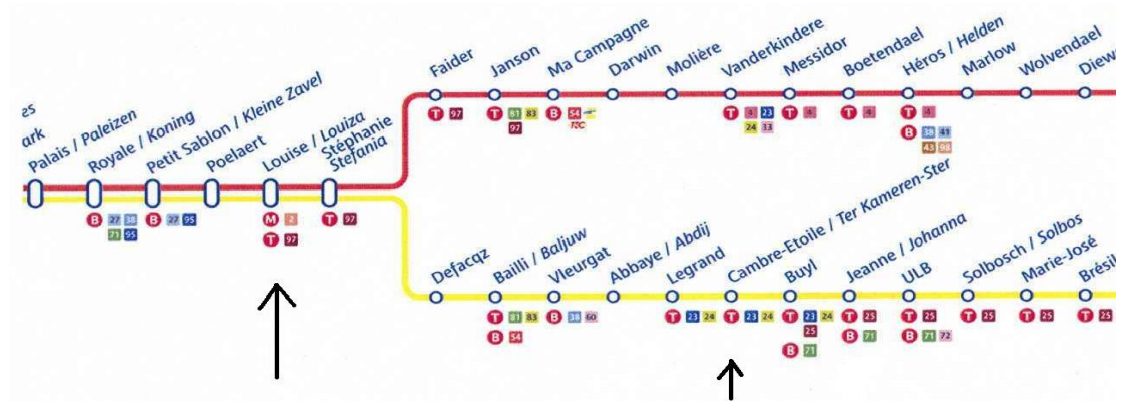 es
ark
Palais / Paleizen
Royale / Koning
Petit Sablon / Kleine Zavel
Poelaert
Louise / Louiza
Stéphanie
Stefania
B 27 38
71 95
B 27 95
M 2
T 97
T 97
Faider
Janson
Ma Campagne
Darwin
Molière
Vanderkindere
Messidor
Boetendael
Héros / Helden
Marlow
Wolvendael
Diew
T 97
T 81 83
97
B 54
TEC
T 4 23
24 33
T 4
T 4
T 4
B 38 41
43 98
Defacqz
Bailli / Baljuw
Vleurgat
Abbaye / Abdij
Legrand
Cambre-Etoile / Ter Kameren-Ster
Buyl
Jeanne / Johanna
ULB
Solbosch / Solbos
Marie-José
Brésil
T 81 83
B 54
B 38 60
T 23 24
T 23 24
T 23 24
25
B 71
T 25
B 71
T 25
B 71 72
T 25
T 25
T 25